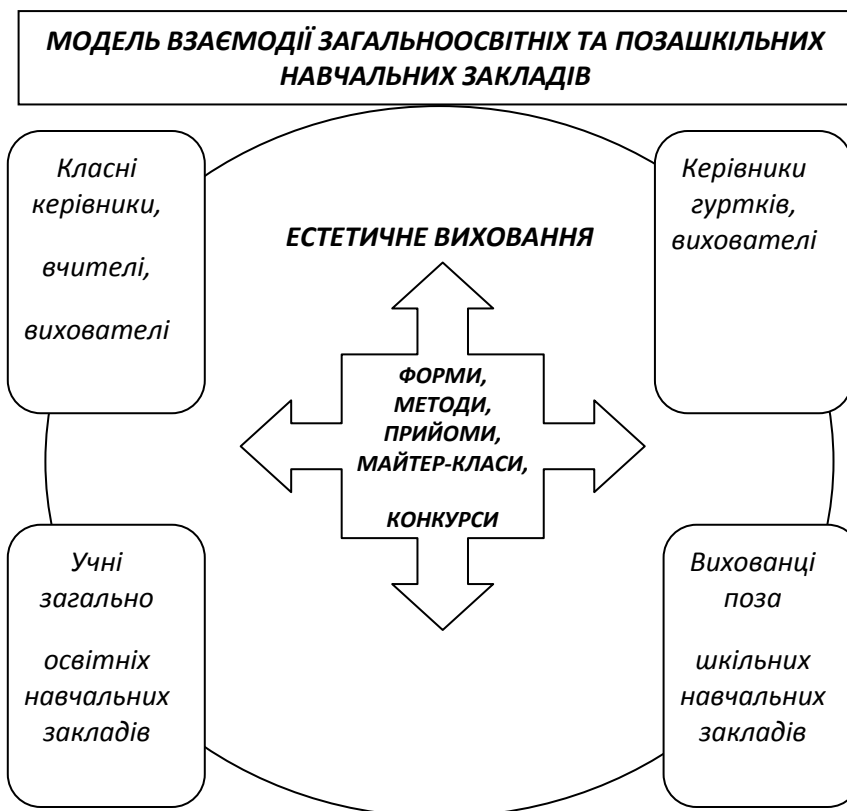 МОДЕЛЬ ВЗАЄМОДІЇ ЗАГАЛЬНООСВІТНІХ ТА ПОЗАШКІЛЬНИХ
НАВЧАЛЬНИХ ЗАКЛАДІВ
Класні
керівники,
вчителі,
вихователі
Керівники
гуртків,
вихователі
ЕСТЕТИЧНЕ ВИХОВАННЯ
ФОРМИ,
МЕТОДИ,
ПРИЙОМИ,
МАЙТЕР-КЛАСИ,
КОНКУРСИ
Учні
загально
освітніх
навчальних
закладів
Вихованці
поза
шкільних
навчальних
закладів